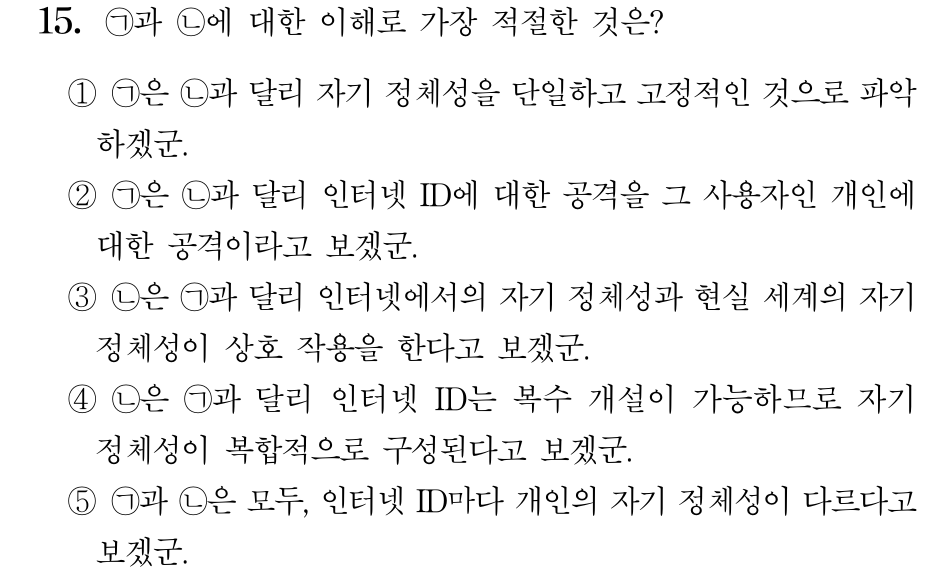 15. ㉠과 ㉡에 대한 이해로 가장 적절한 것은?
① ㉠은 ㉡과 달리 자기 정체성을 단일하고 고정적인 것으로 파악
하겠군.
② ㉠은 ㉡과 달리 인터넷 ID에 대한 공격을 그 사용자인 개인에
대한 공격이라고 보겠군.
③ ㉡은 ㉠과 달리 인터넷에서의 자기 정체성과 현실 세계의 자기
정체성이 상호 작용을 한다고 보겠군.
④ ㉡은 ㉠과 달리 인터넷 ID는 복수 개설이 가능하므로 자기
정체성이 복합적으로 구성된다고 보겠군.
⑤ ㉠과 ㉡은 모두, 인터넷 ID마다 개인의 자기 정체성이 다르다고
보겠군.